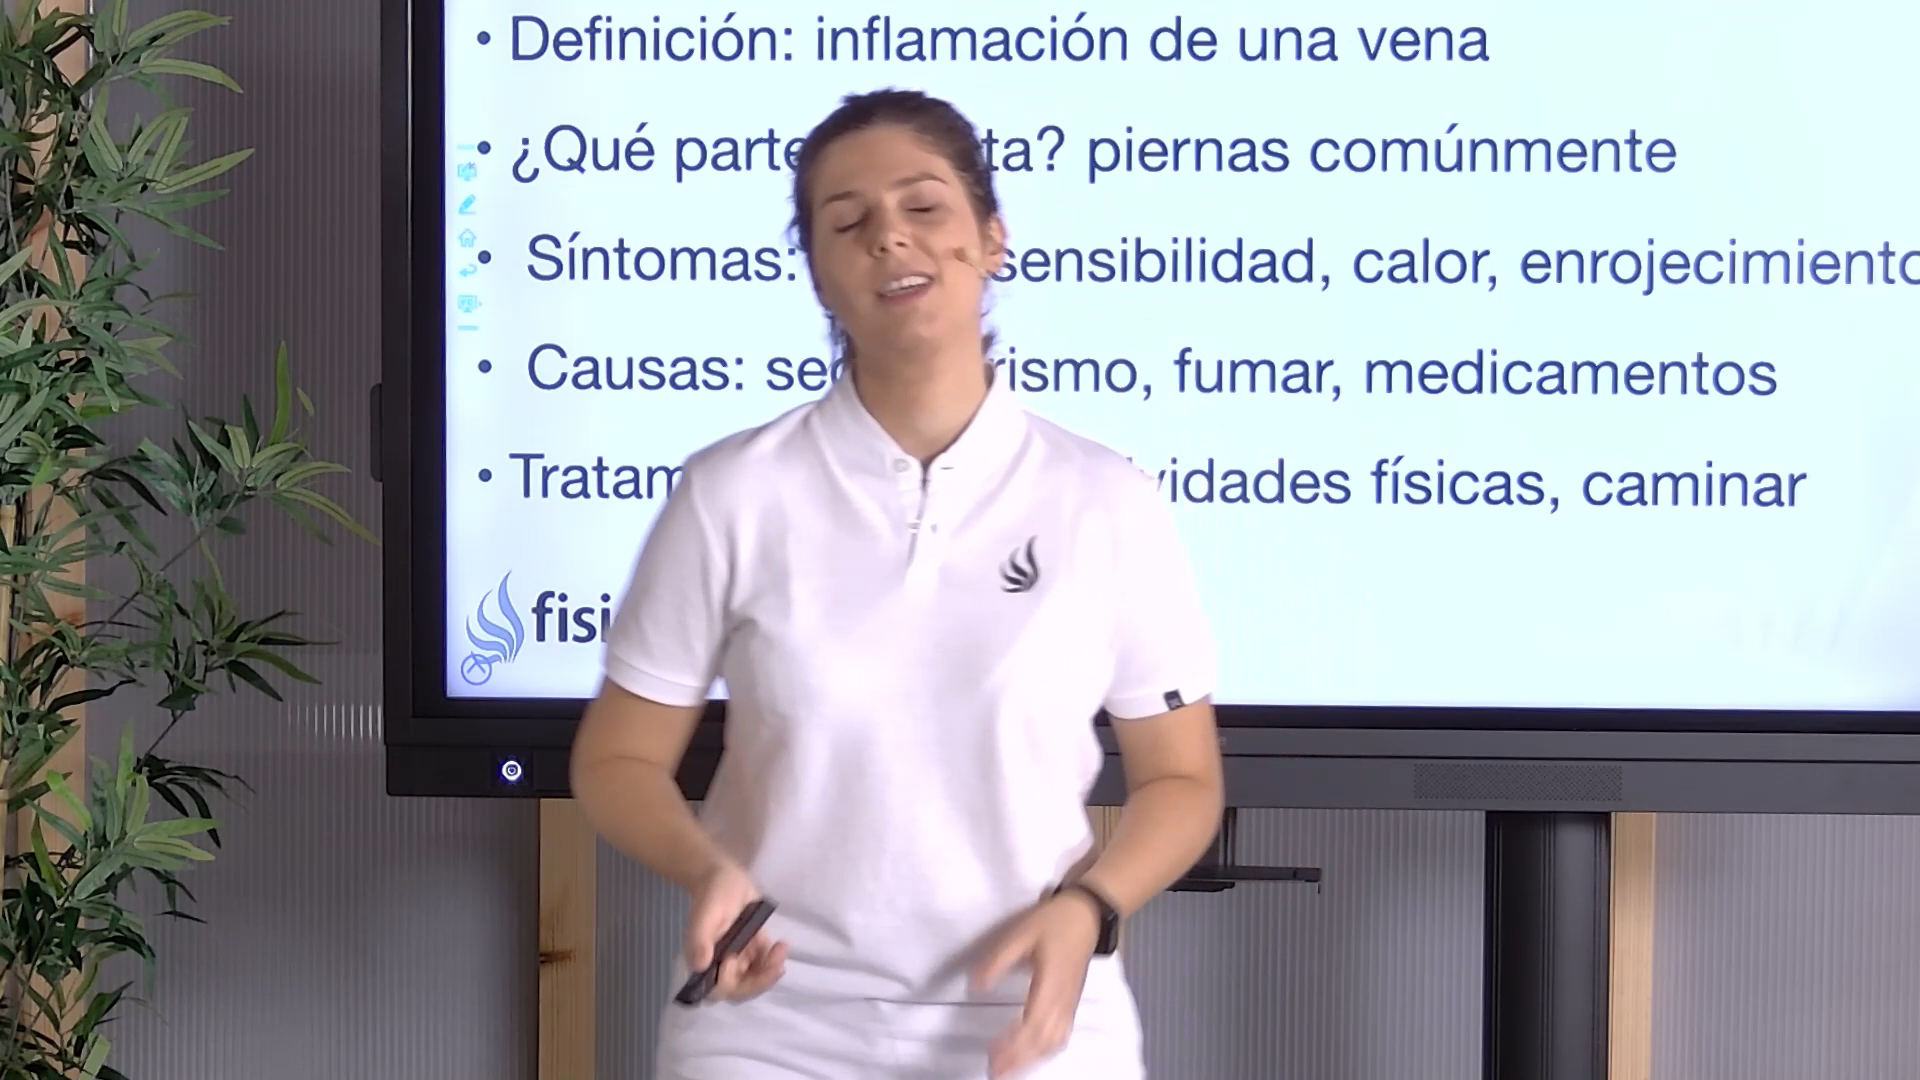 • Definición: inflamación de una vena
• ¿Qué parte ta? piernas comúnmente
• Síntomas: sensibilidad, calor, enrojecimiento
• Causas: se rismo, fumar, medicamentos
• Tratam vidades físicas, caminar
fisi